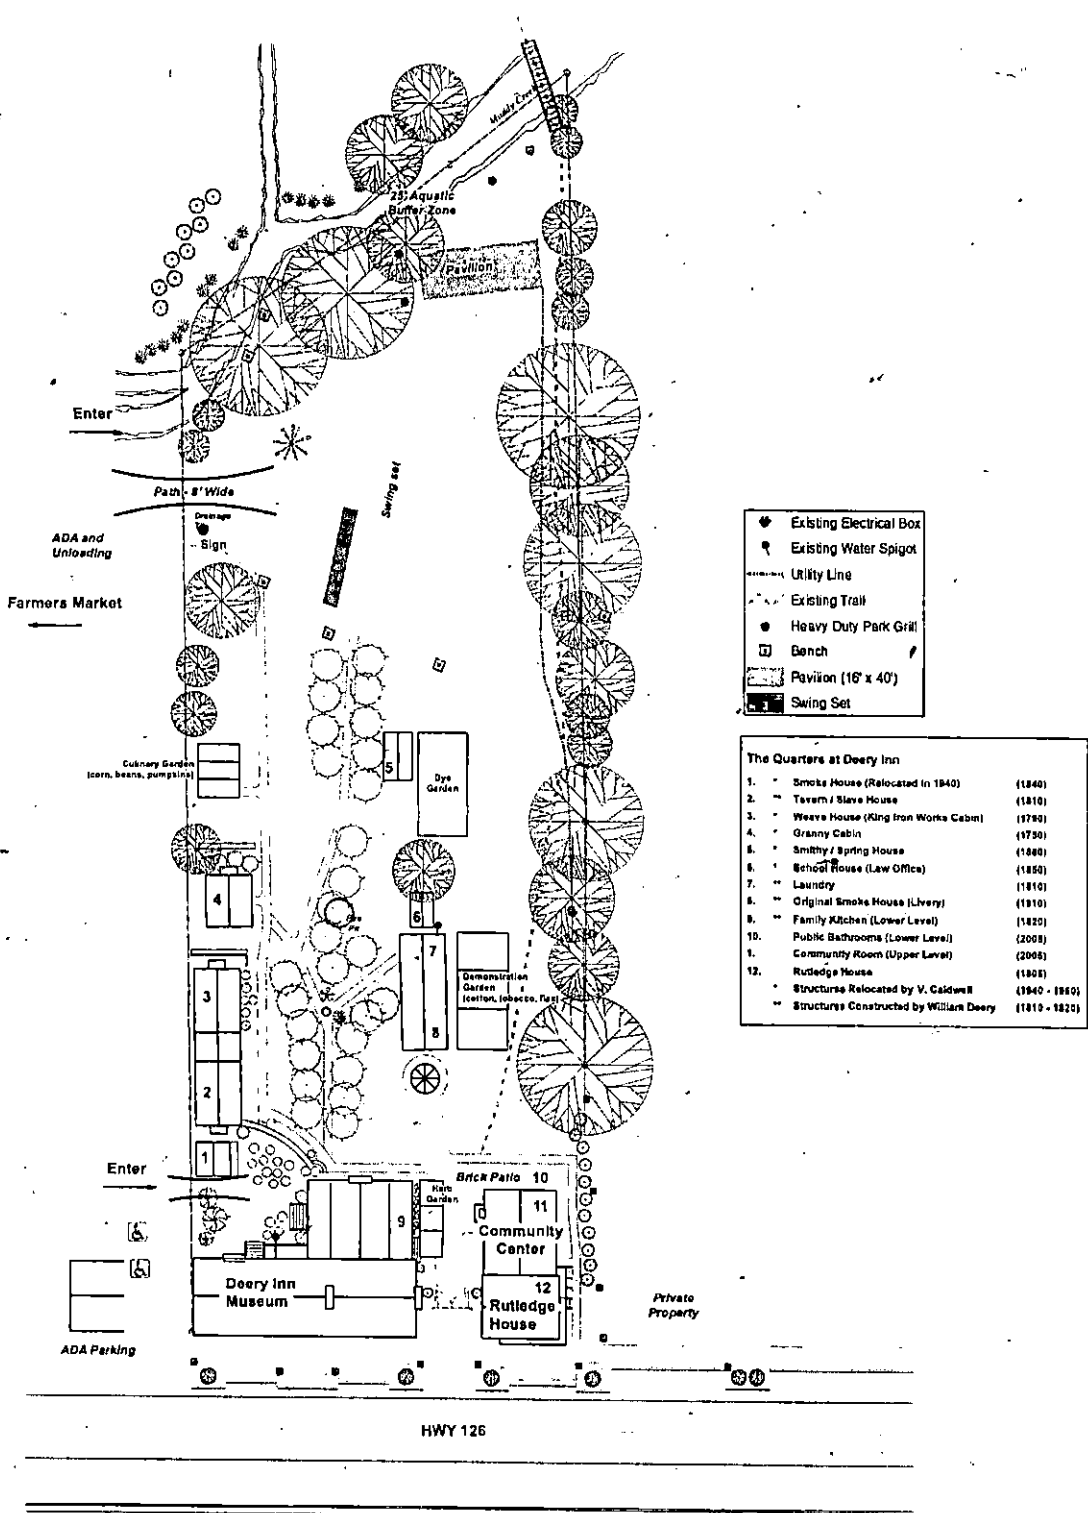 Muddy Creek
25' Aquatic
Buffer Zone
Pavilion
Enter
Path - 8' Wide
Swing set
Drainage
Sign
ADA and
Unloading
Farmers Market
Existing Electrical Box
Existing Water Spigot
Utility Line
Existing Trail
Heavy Duty Park Grill
Bench
Pavilion (16' x 40')
Swing Set
Culinary Garden
(corn, beans, pumpkins)
5
Dye
Garden
The Quarters at Deery Inn
1. * Smoke House (Relocated in 1940) (1840)
2. ** Tavern / Slave House (1810)
3. * Weave House (King Iron Works Cabin) (1790)
4. * Granny Cabin (1750)
5. * Smithy / Spring House (1880)
6. * School House (Law Office) (1850)
7. ** Laundry (1810)
8. ** Original Smoke House (Livery) (1810)
9. ** Family Kitchen (Lower Level) (1820)
10. Public Bathrooms (Lower Level) (2005)
1. Community Room (Upper Level) (2005)
12. Rutledge House (1805)
* Structures Relocated by V. Caldwell (1940 - 1960)
** Structures Constructed by William Deery (1810 - 1820)
4
6
7
3
Demonstration
Garden
(cotton, tobacco, flax)
8
2
1
Enter
Brick Patio 10
Herb
Garden
11
9
Community
Center
Deery Inn
Museum
12
Rutledge
House
Private
Property
ADA Parking
HWY 126